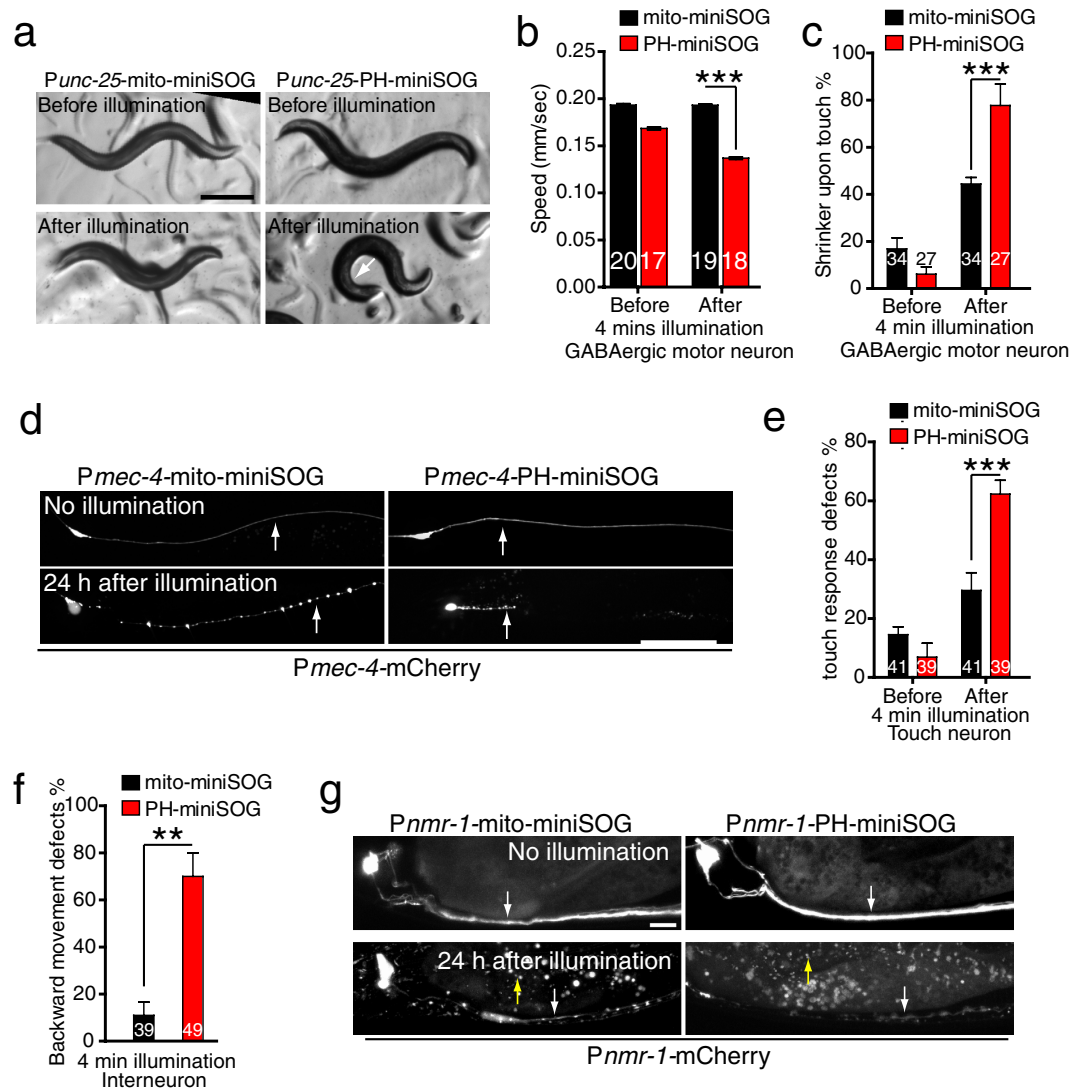 a
Punc-25-mito-miniSOG
Punc-25-PH-miniSOG
Before illumination
Before illumination
After illumination
After illumination
b
mito-miniSOG
PH-miniSOG
Speed (mm/sec)
0.25
0.20
0.15
0.10
0.05
0.00
***
20
17
19
18
Before
After
4 mins illumination
GABAergic motor neuron
c
mito-miniSOG
PH-miniSOG
Shrinker upon touch %
100
80
60
40
20
0
***
34
27
34
27
Before
After
4 min illumination
GABAergic motor neuron
d
Pmec-4-mito-miniSOG
Pmec-4-PH-miniSOG
No illumination
24 h after illumination
Pmec-4-mCherry
e
mito-miniSOG
PH-miniSOG
touch response defects %
80
60
40
20
0
***
41
39
41
39
Before
After
4 min illumination
Touch neuron
f
mito-miniSOG
PH-miniSOG
Backward movement defects %
100
80
60
40
20
0
**
39
49
4 min illumination
Interneuron
g
Pnmr-1-mito-miniSOG
Pnmr-1-PH-miniSOG
No illumination
24 h after illumination
Pnmr-1-mCherry